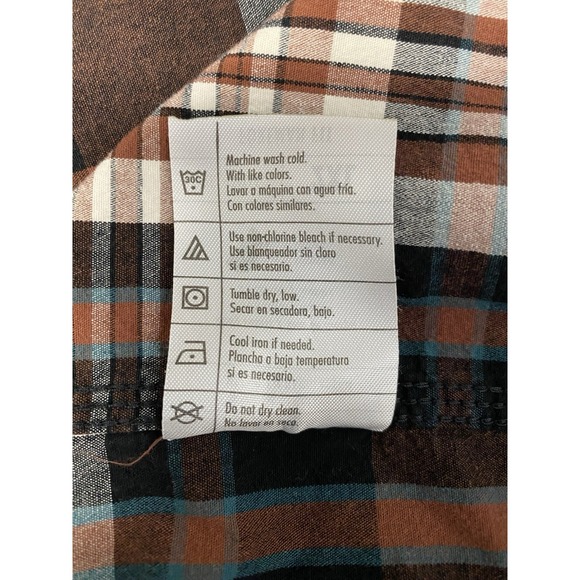 30C
Machine wash cold.
With like colors.
Lavar a máquina con agua fría.
Con colores similares.
Use non-chlorine bleach if necessary.
Use blanqueador sin cloro
si es necesario.
Tumble dry, low.
Secar en secadora, bajo.
Cool iron if needed.
Plancha a baja temperatura
si es necesario.
Do not dry clean.
No lavar en seco.